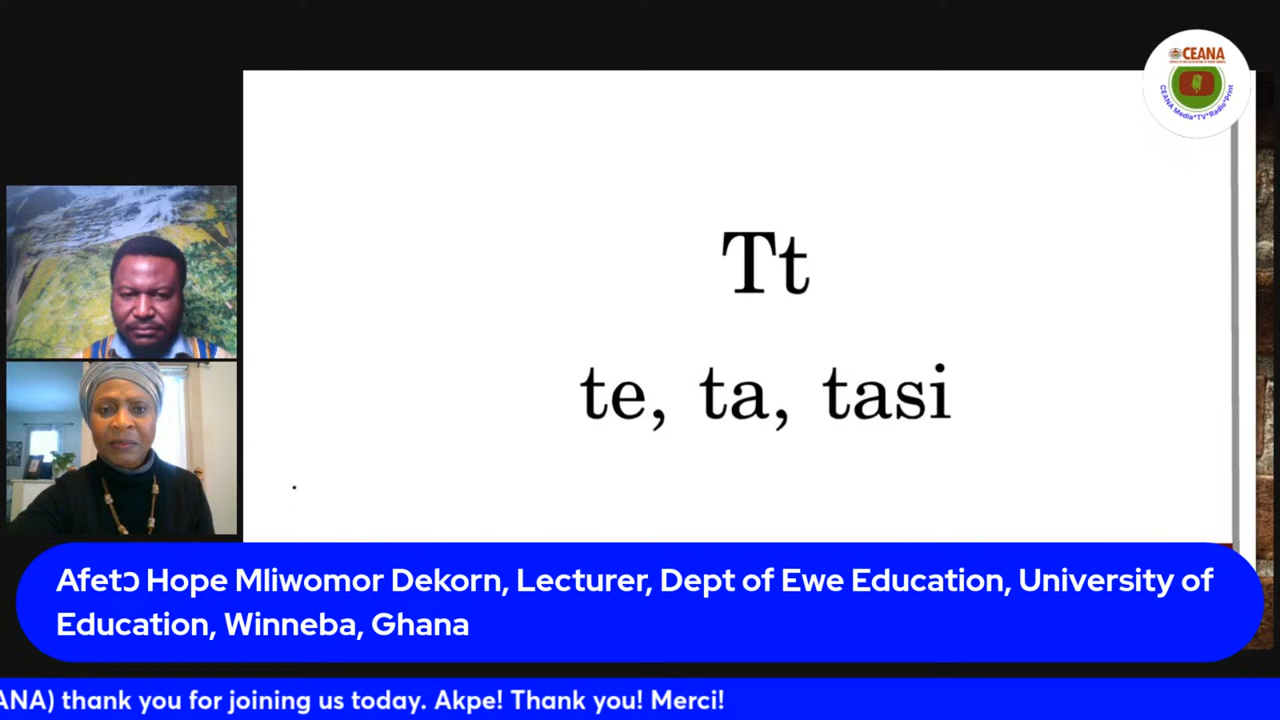 CEANA
CEANA Media*TV*Radio*Print
Tt
te, ta, tasi
.
Afetɔ Hope Mliwomor Dekorn, Lecturer, Dept of Ewe Education, University of
Education, Winneba, Ghana
ANA) thank you for joining us today. Akpe! Thank you! Merci!